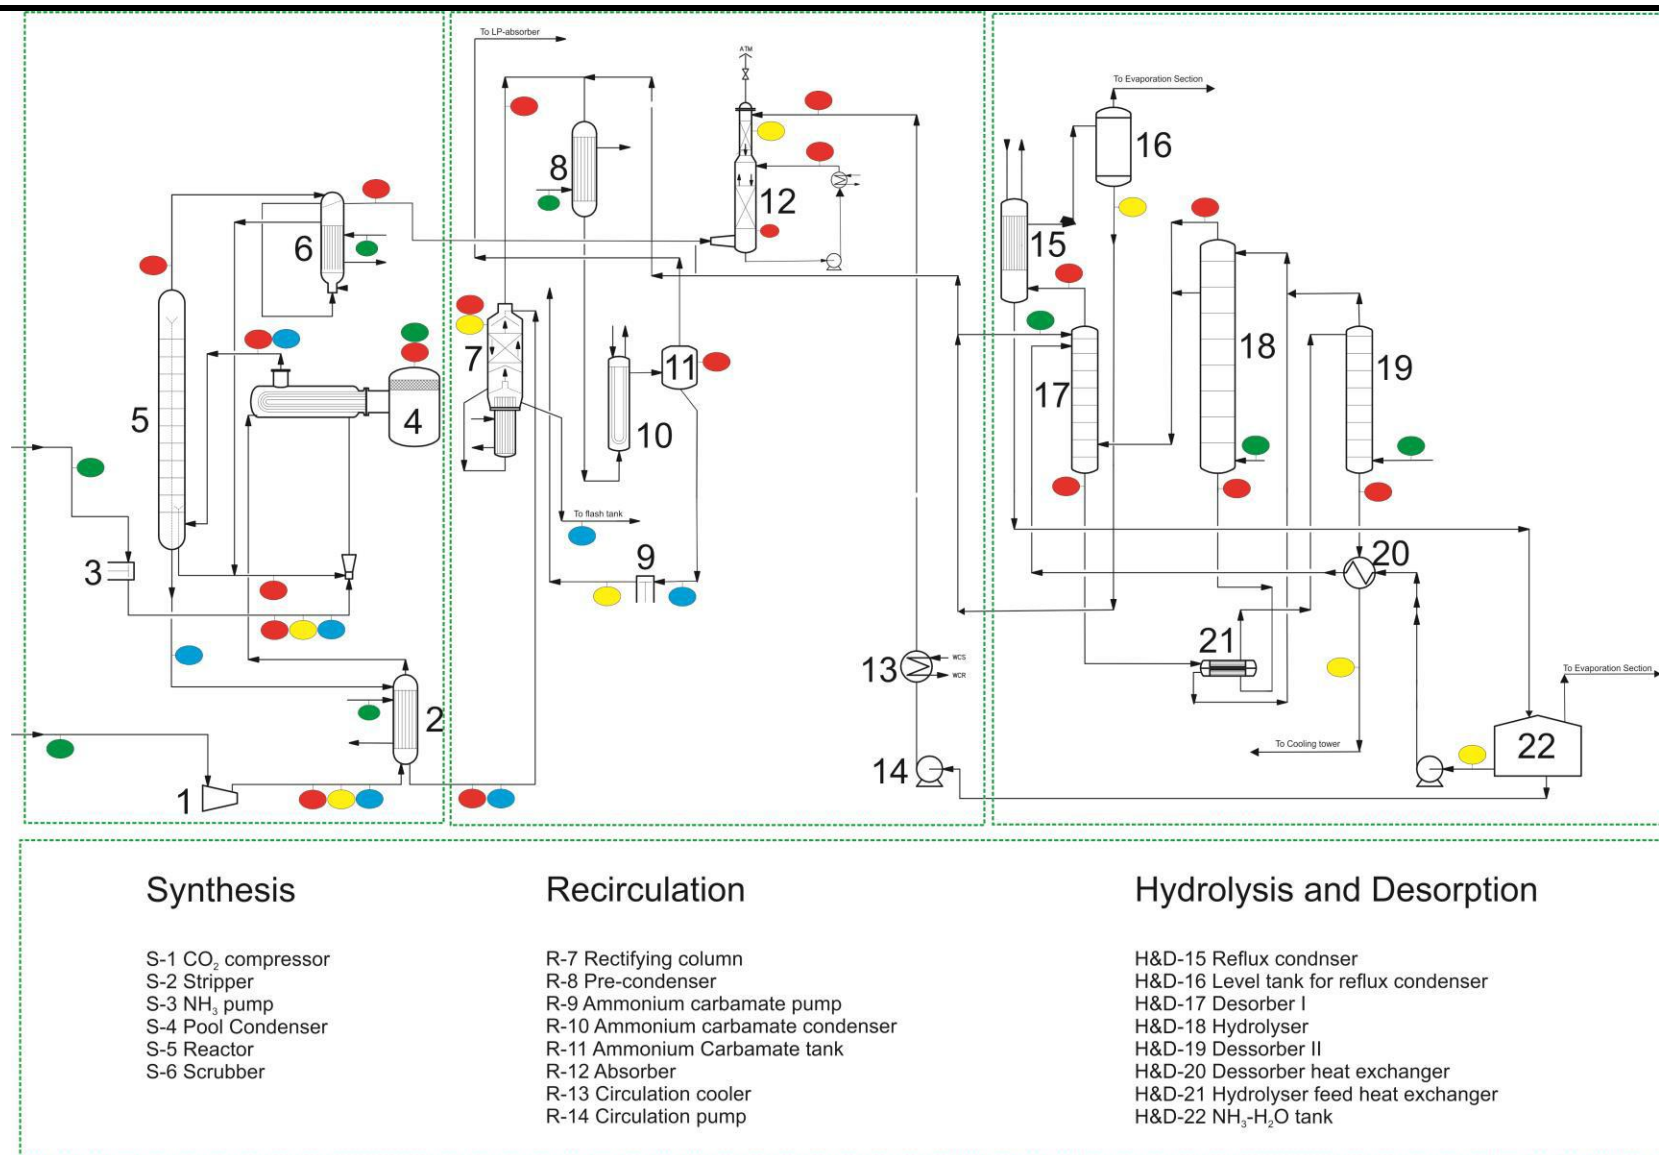 To LP-absorber
ATM
To Evaporation Section
8
16
12
6
15
7
11
18
19
5
17
4
10
To flash tank
3
9
20
21
13
WCS
WCR
To Evaporation Section
2
To Cooling tower
22
14
1
Synthesis
S-1 CO₂ compressor
S-2 Stripper
S-3 NH₃ pump
S-4 Pool Condenser
S-5 Reactor
S-6 Scrubber
Recirculation
R-7 Rectifying column
R-8 Pre-condenser
R-9 Ammonium carbamate pump
R-10 Ammonium carbamate condenser
R-11 Ammonium Carbamate tank
R-12 Absorber
R-13 Circulation cooler
R-14 Circulation pump
Hydrolysis and Desorption
H&D-15 Reflux condnser
H&D-16 Level tank for reflux condenser
H&D-17 Desorber I
H&D-18 Hydrolyser
H&D-19 Dessorber II
H&D-20 Dessorber heat exchanger
H&D-21 Hydrolyser feed heat exchanger
H&D-22 NH₃-H₂O tank